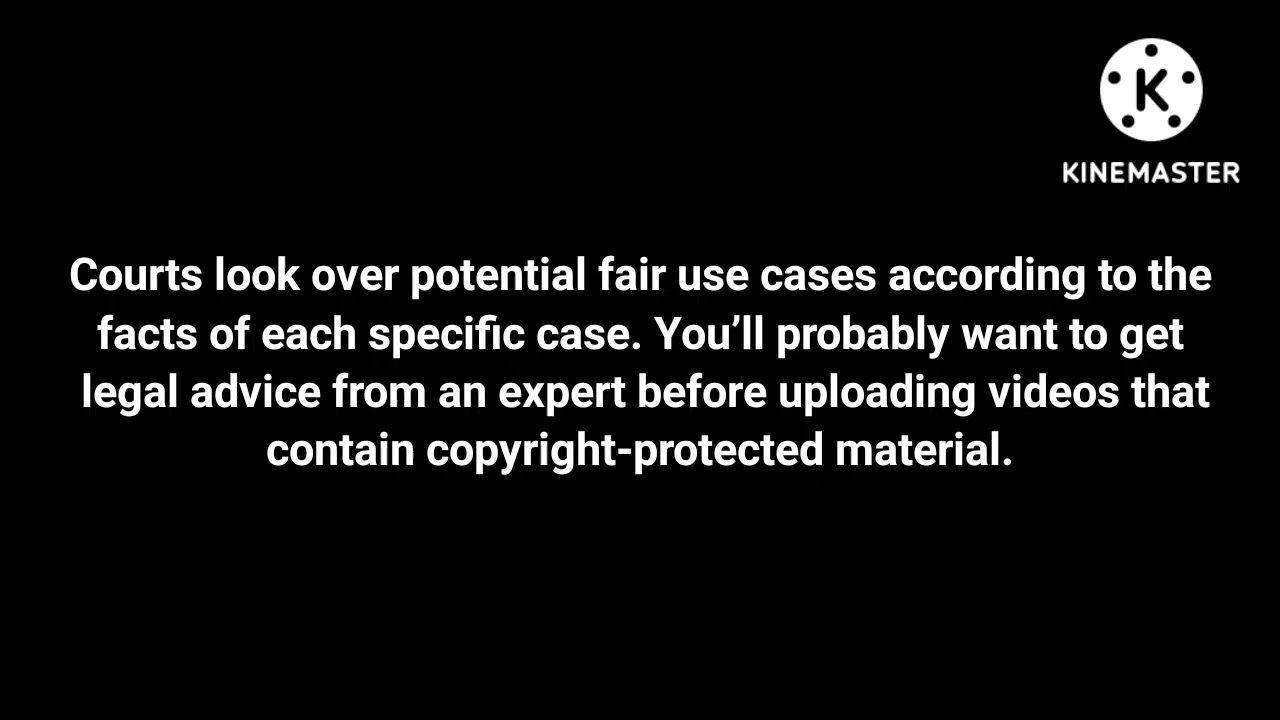 K
KINEMASTER
Courts look over potential fair use cases according to the
facts of each specific case. You’ll probably want to get
legal advice from an expert before uploading videos that
contain copyright-protected material.